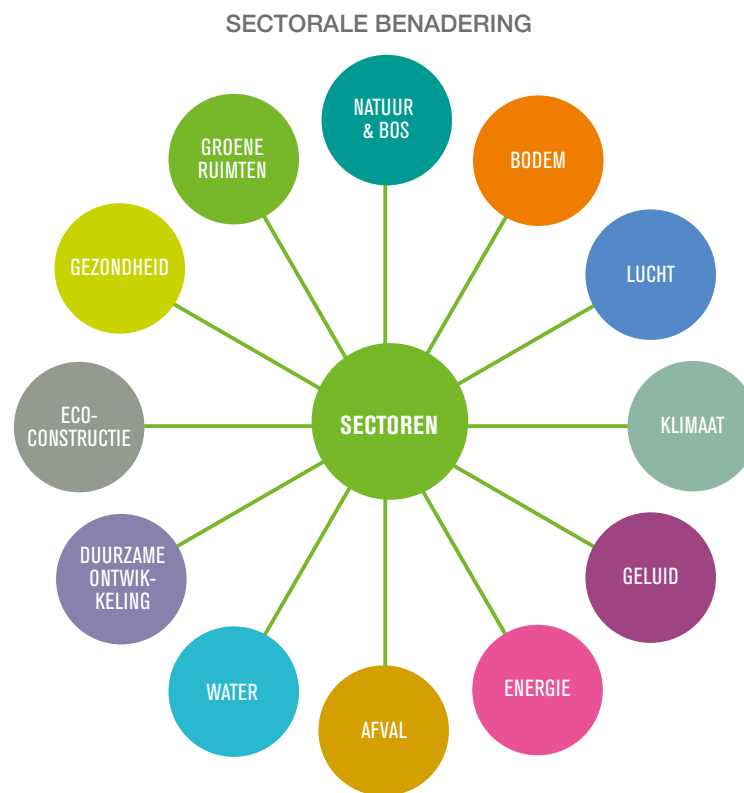 SECTORALE BENADERING
NATUUR
& BOS
BODEM
LUCHT
KLIMAAT
GELUID
ENERGIE
AFVAL
WATER
DUURZAME
ONTWIK-
KELING
ECO-
CONSTRUCTIE
GEZONDHEID
GROENE
RUIMTEN
SECTOREN